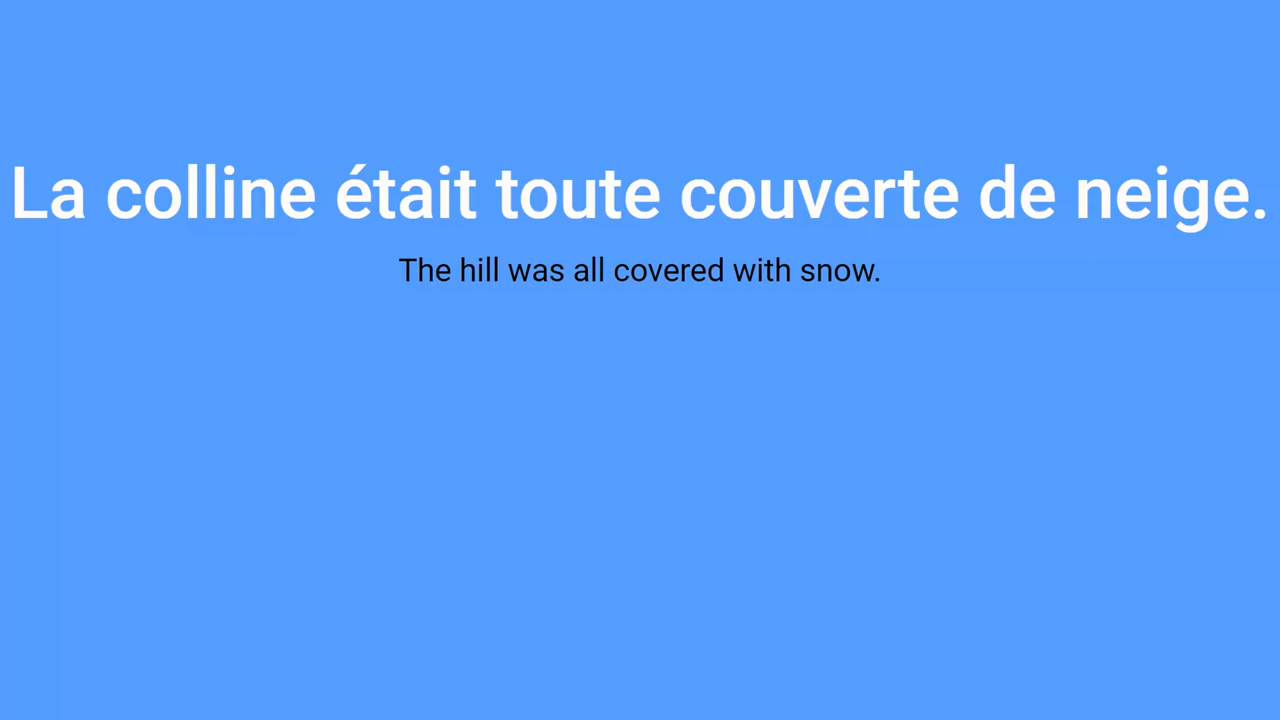 La colline était toute couverte de neige.
The hill was all covered with snow.